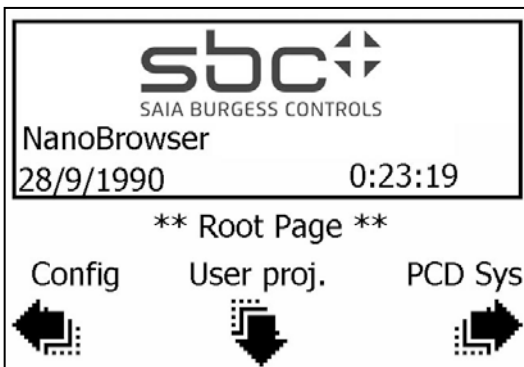 sbc
SAIA BURGESS CONTROLS
NanoBrowser
28/9/1990 0:23:19
** Root Page **
Config User proj. PCD Sys